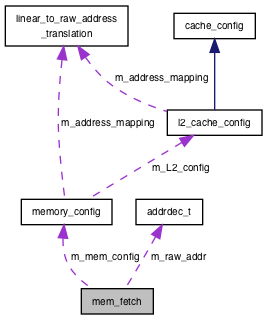 linear_to_raw_address
_translation
cache_config
m_address_mapping
m_address_mapping
l2_cache_config
m_L2_config
memory_config
addrdec_t
m_mem_config
m_raw_addr
mem_fetch